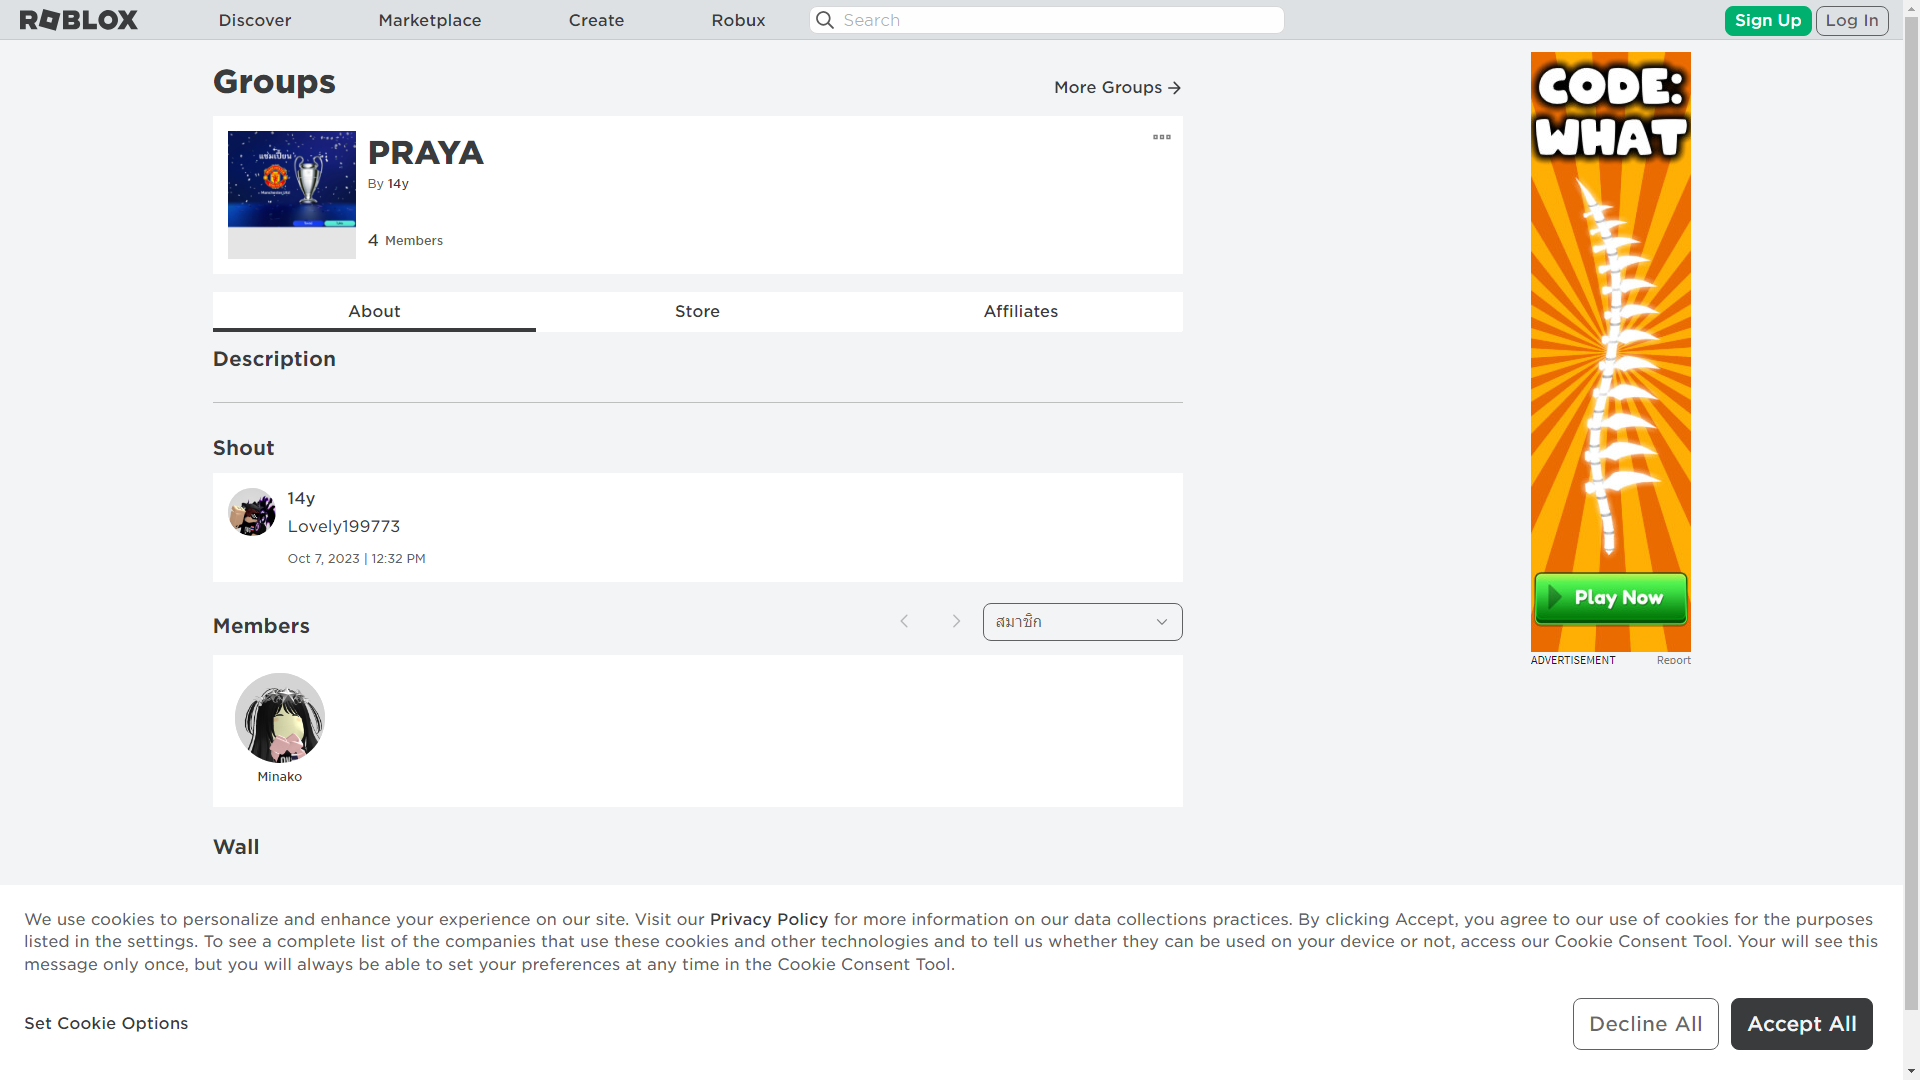 ROBLOX
Discover
Marketplace
Create
Robux
Search
Sign Up
Log In
Groups
More Groups
แชมเปี้ยน
PRAYA
By 14y
4 Members
About
Store
Affiliates
Description
Shout
14y
Lovely199773
Oct 7, 2023 | 12:32 PM
Members
สมาชิก
Minako
Wall
CODE:
WHAT
Play Now
ADVERTISEMENT
Report
We use cookies to personalize and enhance your experience on our site. Visit our Privacy Policy for more information on our data collections practices. By clicking Accept, you agree to our use of cookies for the purposes
listed in the settings. To see a complete list of the companies that use these cookies and other technologies and to tell us whether they can be used on your device or not, access our Cookie Consent Tool. Your will see this
message only once, but you will always be able to set your preferences at any time in the Cookie Consent Tool.
Set Cookie Options
Decline All
Accept All